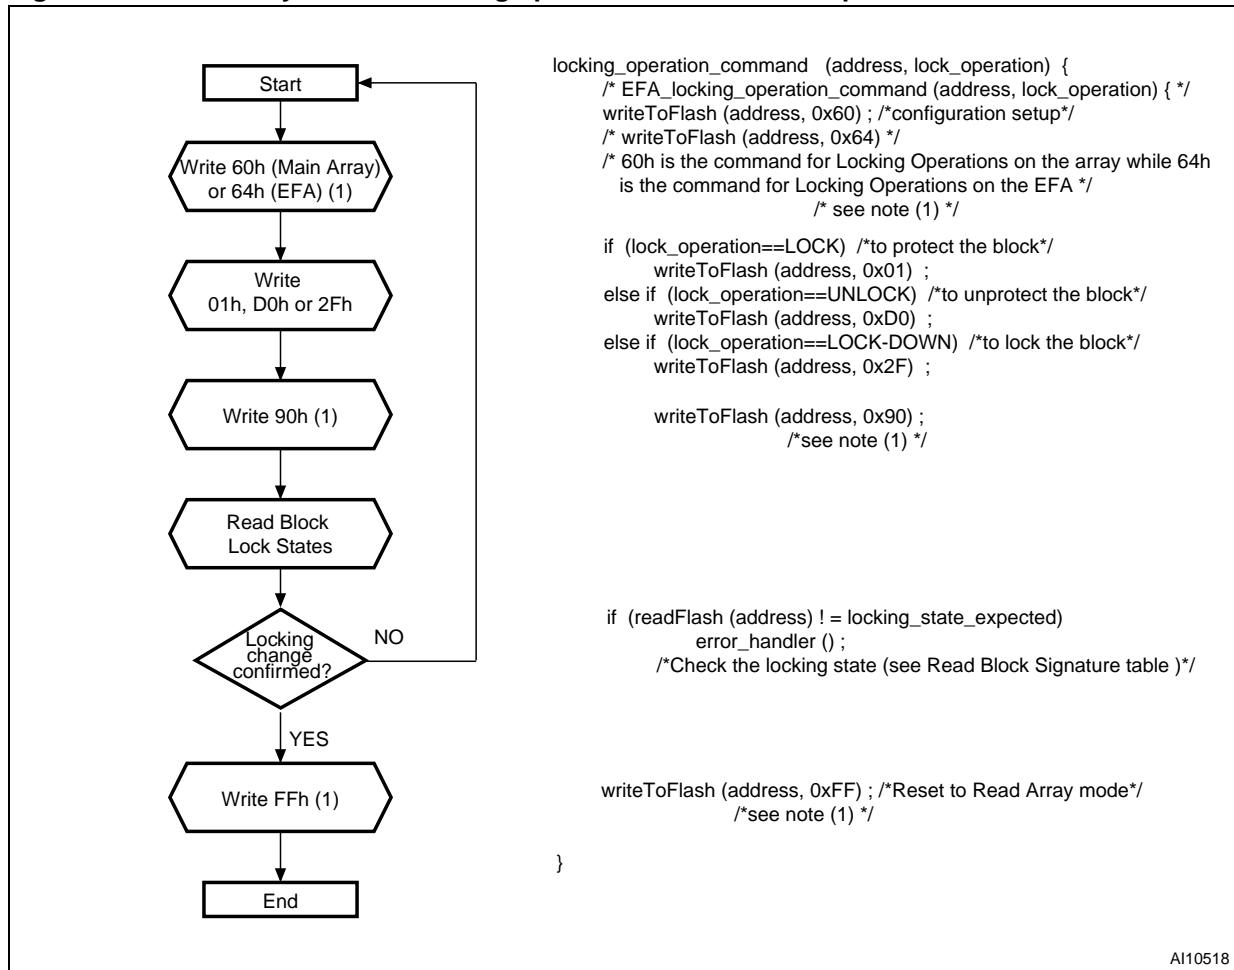 Start
Write 60h (Main Array)
or 64h (EFA) (1)
Write
01h, D0h or 2Fh
Write 90h (1)
Read Block
Lock States
Locking
change
confirmed?
NO
YES
Write FFh (1)
End
locking_operation_command (address, lock_operation) {
/* EFA_locking_operation_command (address, lock_operation) { */
writeToFlash (address, 0x60) ; /*configuration setup*/
/* writeToFlash (address, 0x64) */
/* 60h is the command for Locking Operations on the array while 64h
is the command for Locking Operations on the EFA */
/* see note (1) */
if (lock_operation==LOCK) /*to protect the block*/
writeToFlash (address, 0x01) ;
else if (lock_operation==UNLOCK) /*to unprotect the block*/
writeToFlash (address, 0xD0) ;
else if (lock_operation==LOCK-DOWN) /*to lock the block*/
writeToFlash (address, 0x2F) ;
writeToFlash (address, 0x90) ;
/*see note (1) */
if (readFlash (address) ! = locking_state_expected)
error_handler () ;
/*Check the locking state (see Read Block Signature table )*/
writeToFlash (address, 0xFF) ; /*Reset to Read Array mode*/
/*see note (1) */
}
AI10518